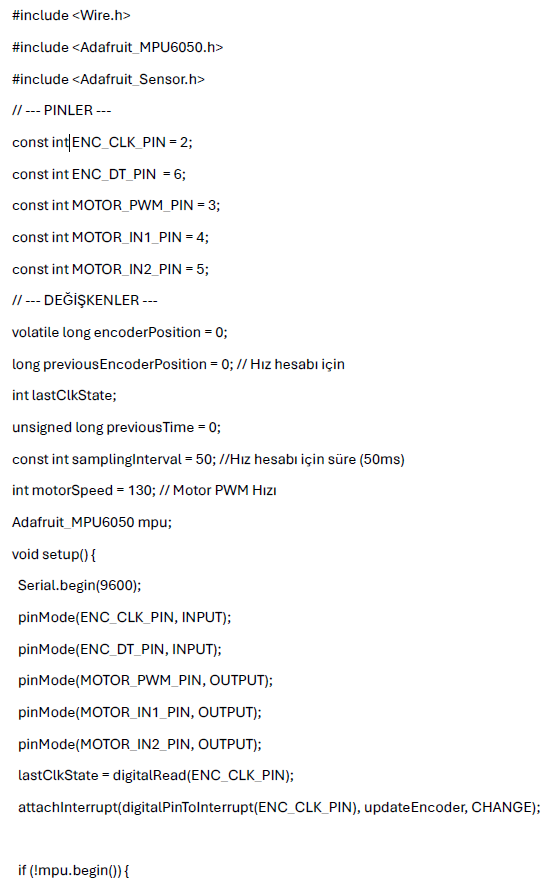 #include <Wire.h>
#include <Adafruit_MPU6050.h>
#include <Adafruit_Sensor.h>
// --- PINLER ---
const int ENC_CLK_PIN = 2;
const int ENC_DT_PIN  = 6;
const int MOTOR_PWM_PIN = 3;
const int MOTOR_IN1_PIN = 4;
const int MOTOR_IN2_PIN = 5;
// --- DEĞİŞKENLER ---
volatile long encoderPosition = 0;
long previousEncoderPosition = 0; // Hız hesabı için
int lastClkState;
unsigned long previousTime = 0;
const int samplingInterval = 50; //Hız hesabı için süre (50ms)
int motorSpeed = 130; // Motor PWM Hızı
Adafruit_MPU6050 mpu;
void setup() {
  Serial.begin(9600);
  pinMode(ENC_CLK_PIN, INPUT);
  pinMode(ENC_DT_PIN, INPUT);
  pinMode(MOTOR_PWM_PIN, OUTPUT);
  pinMode(MOTOR_IN1_PIN, OUTPUT);
  pinMode(MOTOR_IN2_PIN, OUTPUT);
  lastClkState = digitalRead(ENC_CLK_PIN);
  attachInterrupt(digitalPinToInterrupt(ENC_CLK_PIN), updateEncoder, CHANGE);
  if (!mpu.begin()) {